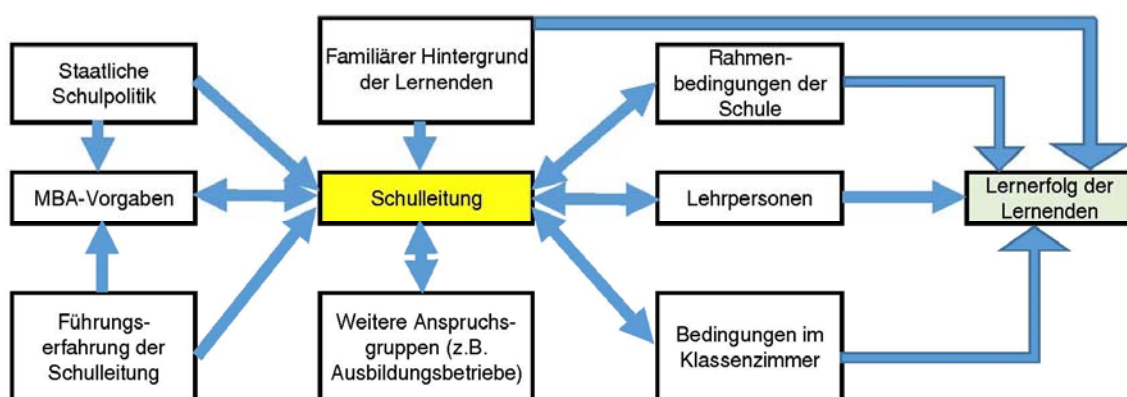 Staatliche
Schulpolitik
Familiärer Hintergrund
der Lernenden
Rahmen-
bedingungen der
Schule
MBA-Vorgaben
Schulleitung
Lehrpersonen
Lernerfolg der
Lernenden
Führungs-
erfahrung der
Schulleitung
Weitere Anspruchs-
gruppen (z.B.
Ausbildungsbetriebe)
Bedingungen im
Klassenzimmer